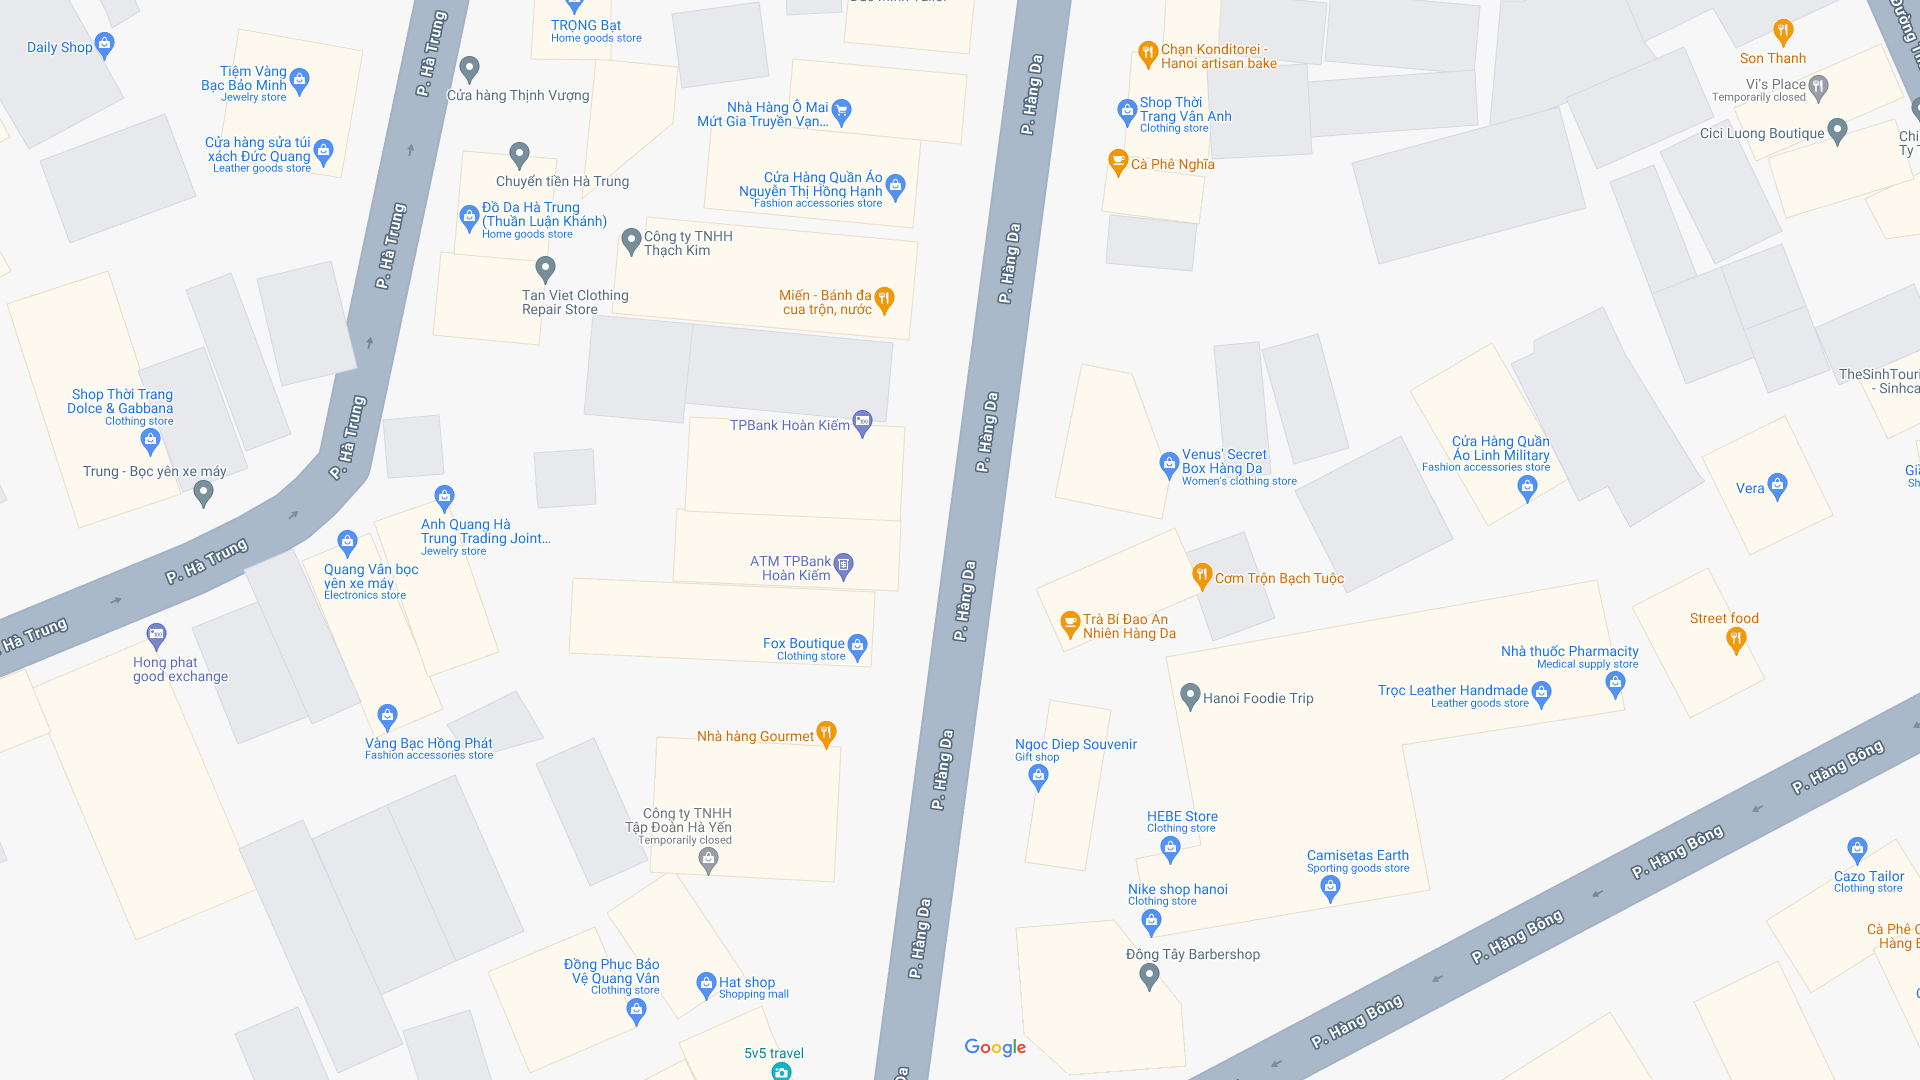 Daily Shop
Tiệm Vàng
Bạc Bảo Minh
Jewelry store
Cửa hàng sửa túi
xách Đức Quang
Leather goods store
P. Hà Trung
TRỌNG Bạt
Home goods store
Cửa hàng Thịnh Vượng
Chuyển tiền Hà Trung
Đồ Da Hà Trung
(Thuần Luận Khánh)
Home goods store
Tan Viet Clothing
Repair Store
Công ty TNHH
Thạch Kim
Nhà Hàng Ô Mai
Mứt Gia Truyền Vạn...
Cửa Hàng Quần Áo
Nguyễn Thị Hồng Hạnh
Fashion accessories store
Miến - Bánh đa
cua trộn, nước
P. Hàng Da
Chan Konditorei -
Hanoi artisan bake
Shop Thời
Trang Vân Anh
Clothing store
Cà Phê Nghĩa
Son Thanh
Vi's Place
Temporarily closed
Cici Luong Boutique
P. Hà Trung
P. Hàng Da
Shop Thời Trang
Dolce & Gabbana
Clothing store
Trung - Bọc yên xe máy
P. Hà Trung
TPBank Hoàn Kiếm
P. Hàng Da
Venus' Secret
Box Hàng Da
Women's clothing store
Cửa Hàng Quần
Áo Linh Military
Fashion accessories store
Vera
TheSinhTouri
- Sinhca
Anh Quang Hà
Trung Trading Joint...
Jewelry store
Quang Vân bọc
yên xe máy
Electronics store
P. Hà Trung
ATM TPBank
Hoàn Kiếm
P. Hàng Da
Cơm Trộn Bạch Tuộc
Trà Bí Đao An
Nhiên Hàng Da
Hà Trung
Hong phat
good exchange
Fox Boutique
Clothing store
Street food
Nhà thuốc Pharmacity
Medical supply store
Trọc Leather Handmade
Leather goods store
Hanoi Foodie Trip
Vàng Bạc Hồng Phát
Fashion accessories store
Nhà hàng Gourmet
P. Hàng Da
Ngoc Diep Souvenir
Gift shop
P. Hàng Bông
Công ty TNHH
Tập Đoàn Hà Yến
Temporarily closed
HEBE Store
Clothing store
Camisetas Earth
Sporting goods store
P. Hàng Bông
Cazo Tailor
Clothing store
Nike shop hanoi
Clothing store
P. Hàng Da
P. Hàng Bông
Cà Phê
Hàng
Đồng Phục Bảo
Vệ Quang Vân
Clothing store
Hat shop
Shopping mall
Đông Tây Barbershop
P. Hàng Bông
5v5 travel
Google
Da